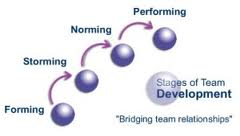 Performing
Norming
Storming
Forming
Stages of Team
Development
"Bridging team relationships"